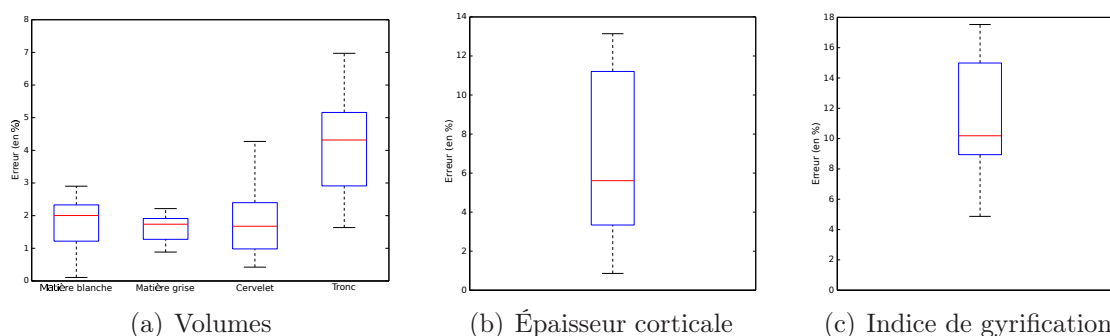 8
7
6
5
4
3
2
1
0
Erreur (en %)
Matière blanche
Matière grise
Cervelet
Tronc
(a) Volumes
14
12
10
8
6
4
2
0
Erreur (en %)
(b) Épaisseur corticale
18
16
14
12
10
8
6
4
2
0
Erreur (en %)
(c) Indice de gyrification